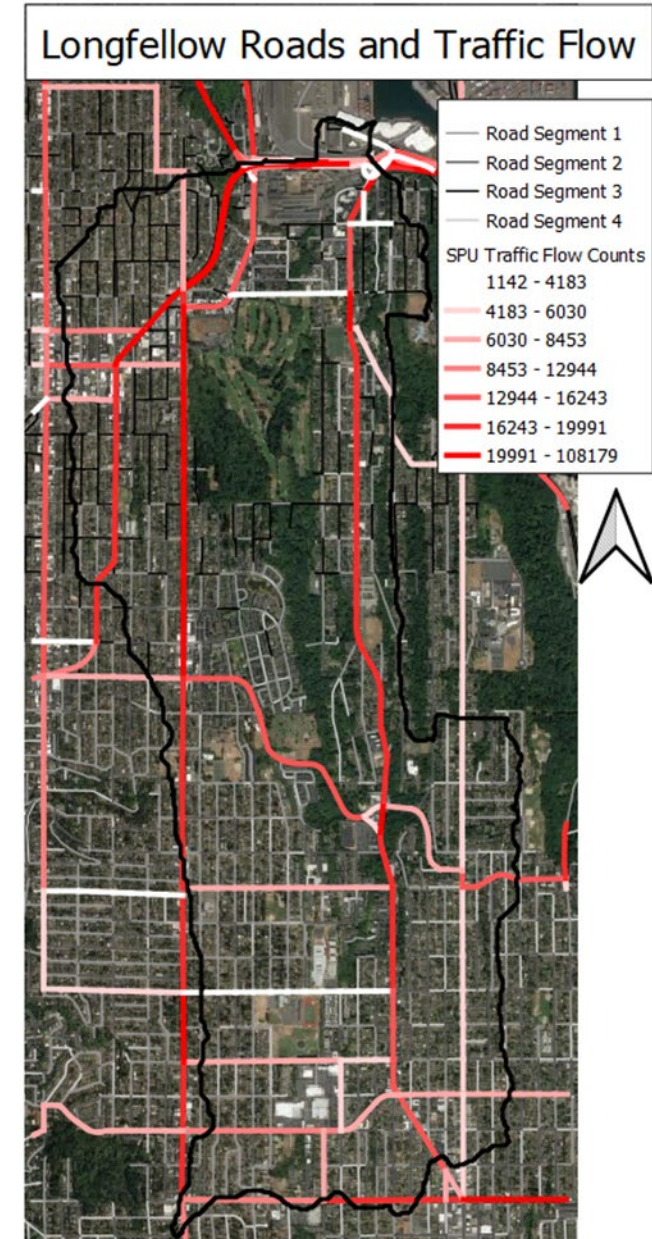 Longfellow Roads and Traffic Flow
Road Segment 1
Road Segment 2
Road Segment 3
Road Segment 4
SPU Traffic Flow Counts
1142 - 4183
4183 - 6030
6030 - 8453
8453 - 12944
12944 - 16243
16243 - 19991
19991 - 108179